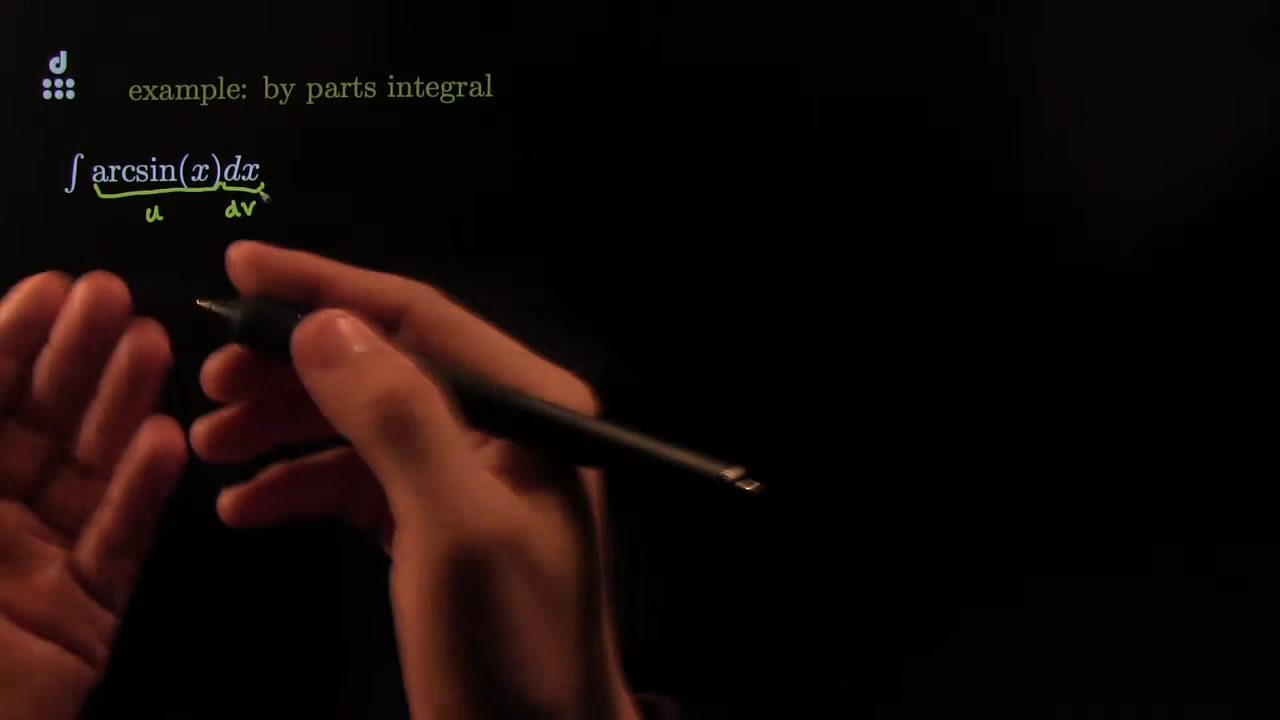 d
example: by parts integral
∫ arcsin(x)dx
u dv